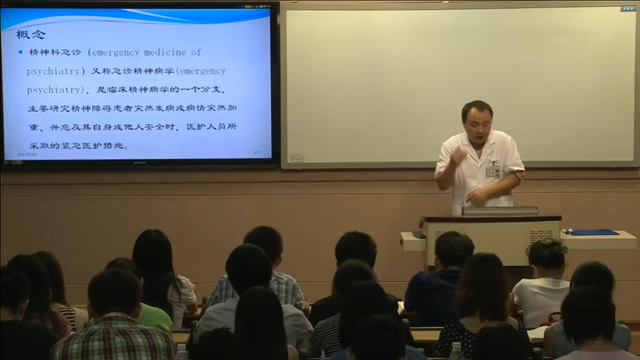 概念
精神科急诊(emergency medicine of
psychiatry)又称急诊精神病学(emergency
psychiatry),是临床精神病学的一个分支,
主要研究精神障碍患者突然发病或病情突然加
重、并危及其自身或他人安全时,医护人员所
采取的紧急医护措施。